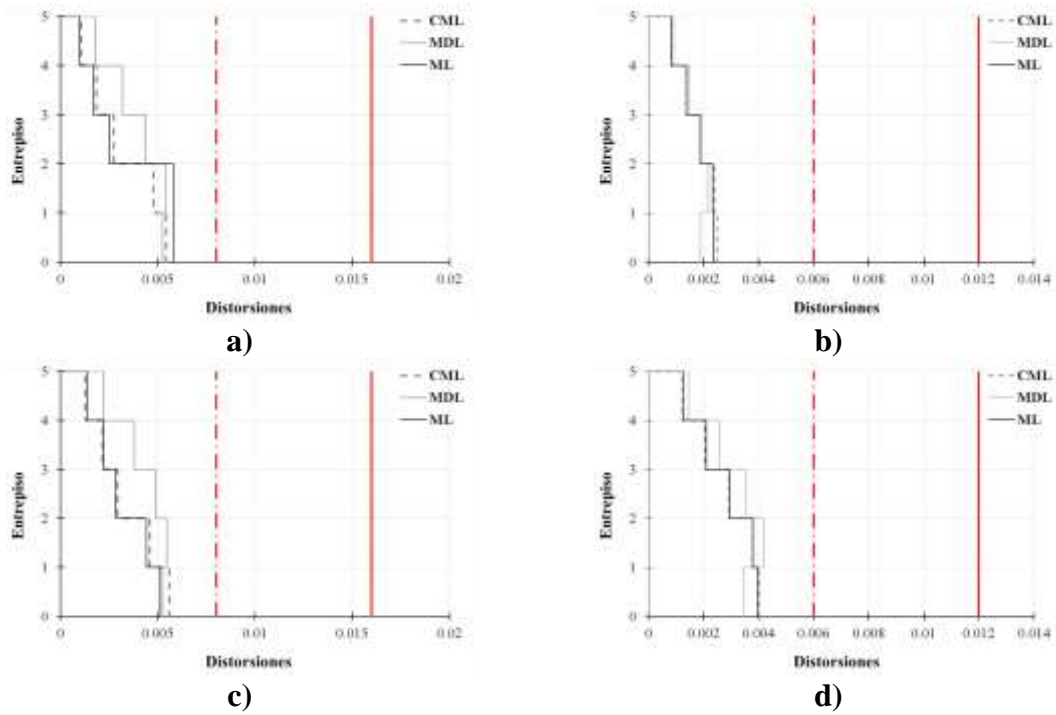 5
4
3
2
1
0
Entrepiso
0
0.005
0.01
0.015
0.02
Distorsiones
CML
MDL
ML
a)
5
4
3
2
1
0
Entrepiso
0
0.002
0.004
0.006
0.008
0.01
0.012
0.014
Distorsiones
CML
MDL
ML
b)
5
4
3
2
1
0
Entrepiso
0
0.005
0.01
0.015
0.02
Distorsiones
CML
MDL
ML
c)
5
4
3
2
1
0
Entrepiso
0
0.002
0.004
0.006
0.008
0.01
0.012
0.014
Distorsiones
CML
MDL
ML
d)